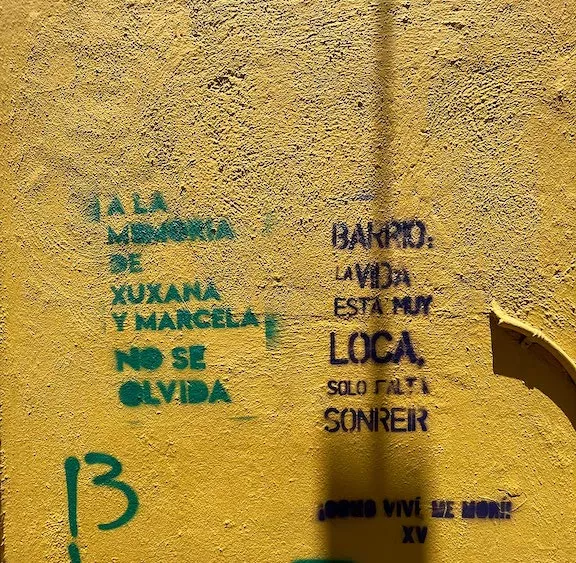 A LA
MEMORIA
DE
XUXANA
Y MARCELA
NO SE
OLVIDA
BARRIO:
LA VIDA
ESTÁ MUY
LOCA,
SOLO FALTA
SONREIR
¡COMO VIVÍ, ME MORÍ!
XV
13